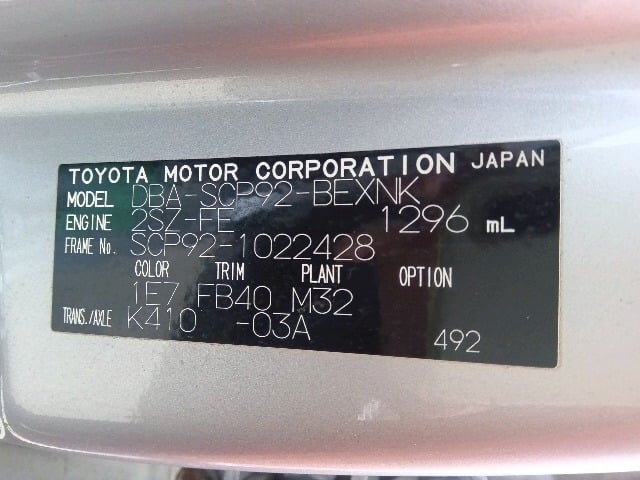 TOYOTA MOTOR CORPORATION JAPAN
MODEL DBA-SCP92-BEXNK
ENGINE 2SZ-FE 1296 mL
FRAME No. SCP92-1022428
COLOR TRIM PLANT OPTION
1E7 FB40 M32
TRANS./AXLE K410 -03A
492